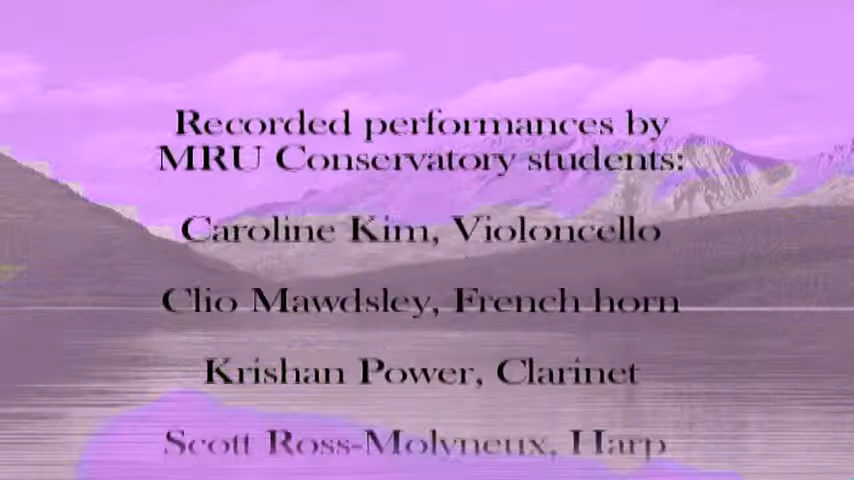 Recorded performances by
MRU Conservatory students:
Caroline Kim, Violoncello
Clio Mawdsley, French horn
Krishan Power, Clarinet
Scott Ross-Molyneux, Harp